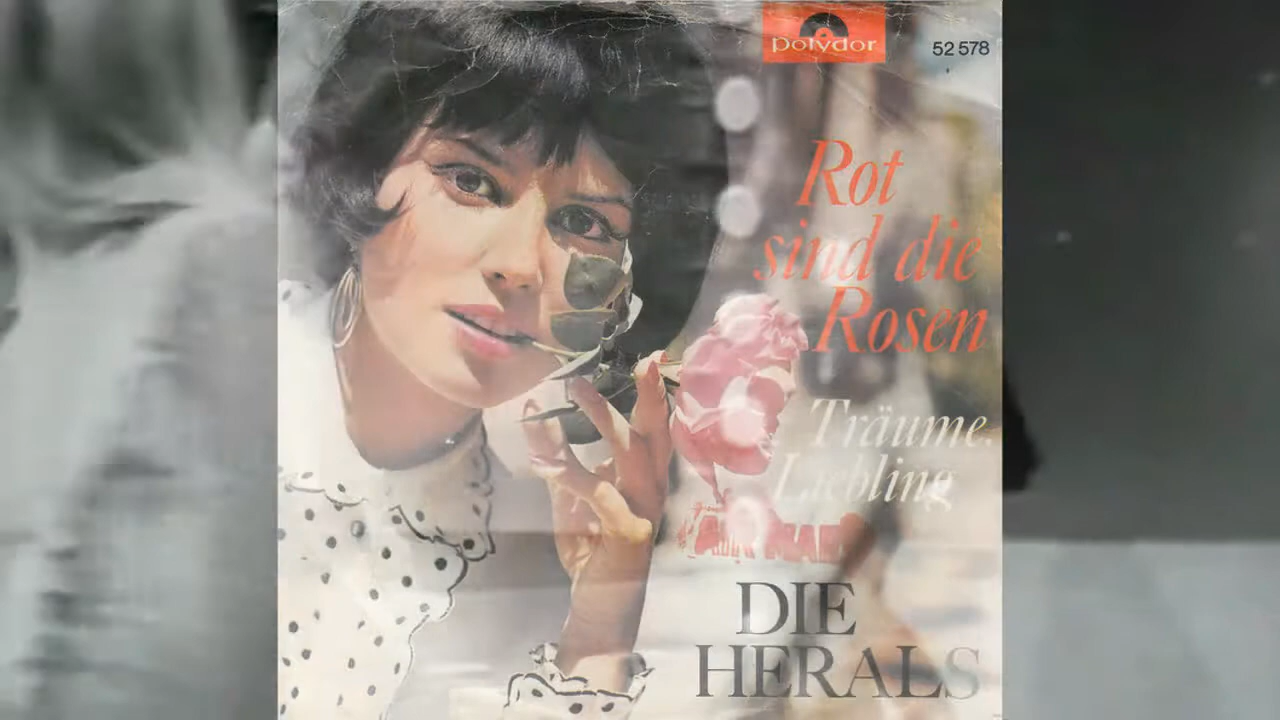 polydor
52 578
Rot
sind die
Rosen
Träume,
Liebling
DIE
HERALS